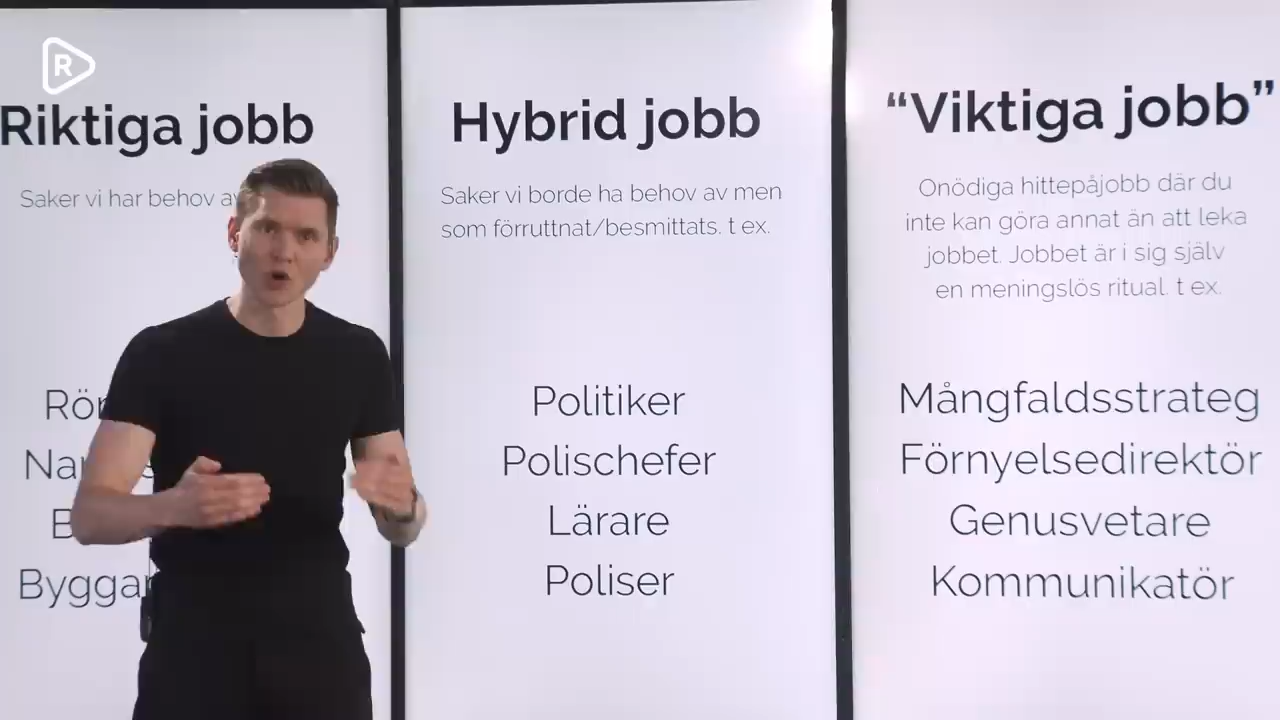 R
Riktiga jobb
Saker vi har behov
Hybrid jobb
Saker vi borde ha behov av men
som förruttnat/besmittats. t ex.
Politiker
Polischefer
Lärare
Poliser
“Viktiga jobb”
Onödiga hittepåjobb där du
inte kan göra annat än att leka
jobbet. Jobbet är i sig själv
en meningslös ritual. t ex.
Mångfaldsstrateg
Förnyelsedirektör
Genusvetare
Kommunikatör